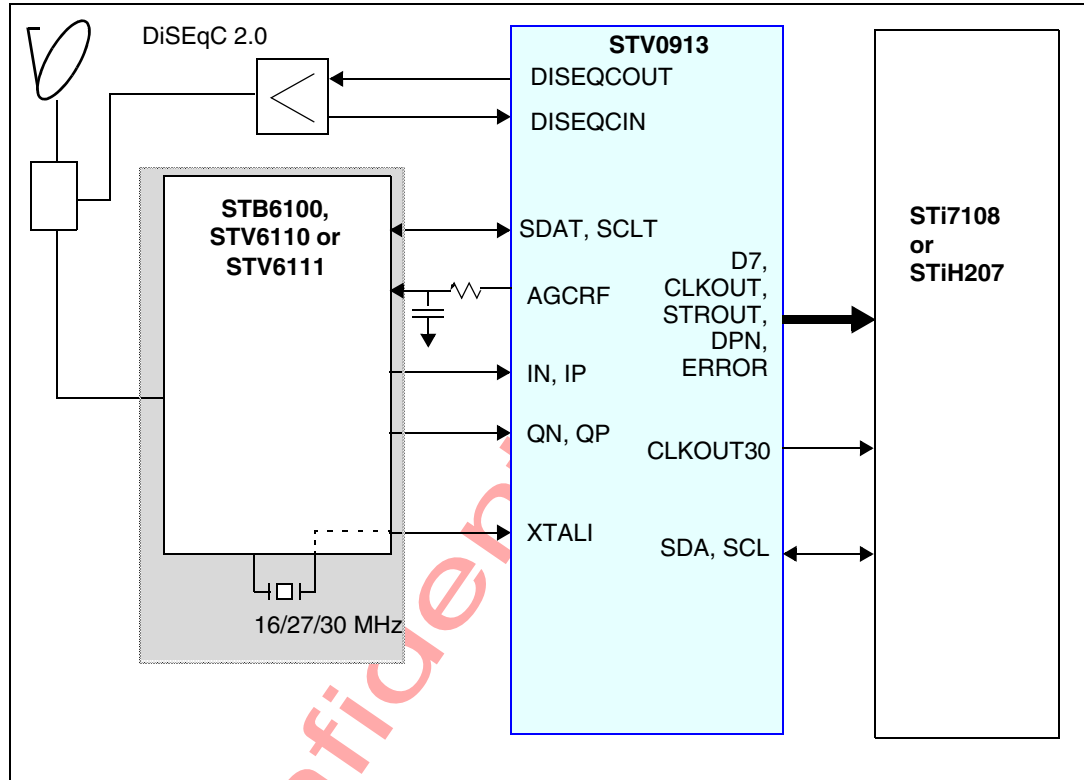 DiSEqC 2.0
STV0913
DISEQCOUT
DISEQCIN
STB6100,
STV6110 or
STV6111
SDAT, SCLT
AGCRF
IN, IP
QN, QP
XTALI
16/27/30 MHz
D7,
CLKOUT,
STROUT,
DPN,
ERROR
CLKOUT30
SDA, SCL
STi7108
or
STiH207